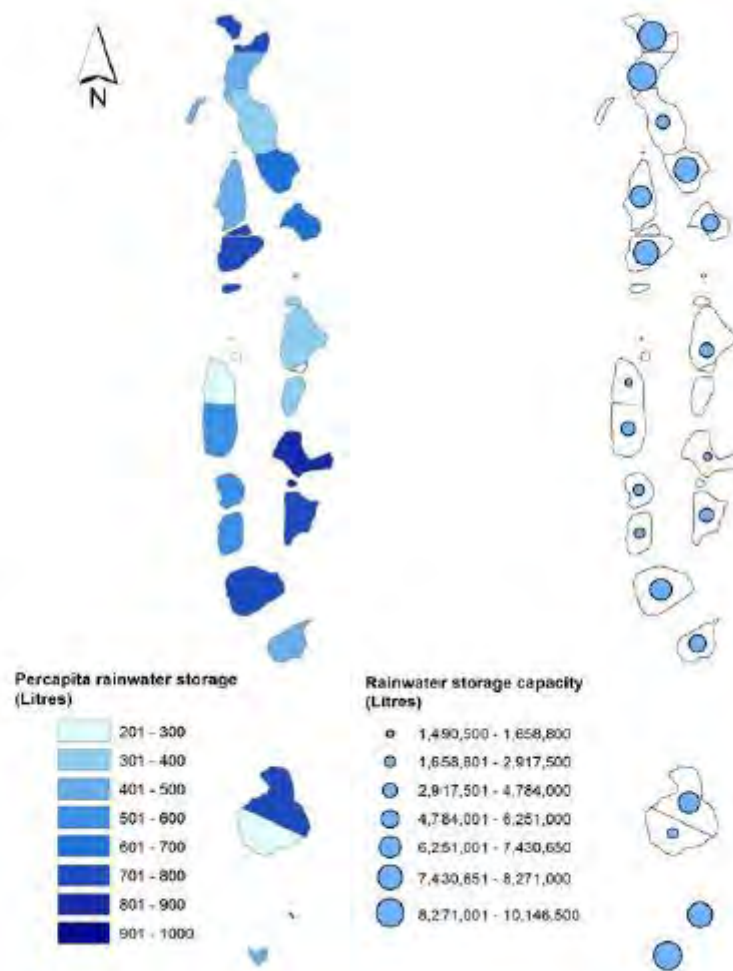 N
Percapita rainwater storage
(Litres)
201 - 300
301 - 400
401 - 500
501 - 600
601 - 700
701 - 800
801 - 900
901 - 1000
Rainwater storage capacity
(Litres)
1,490,500 - 1,658,800
1,658,801 - 2,917,500
2,917,501 - 4,784,000
4,784,001 - 6,251,000
6,251,001 - 7,430,650
7,430,651 - 8,271,000
8,271,001 - 10,146,500